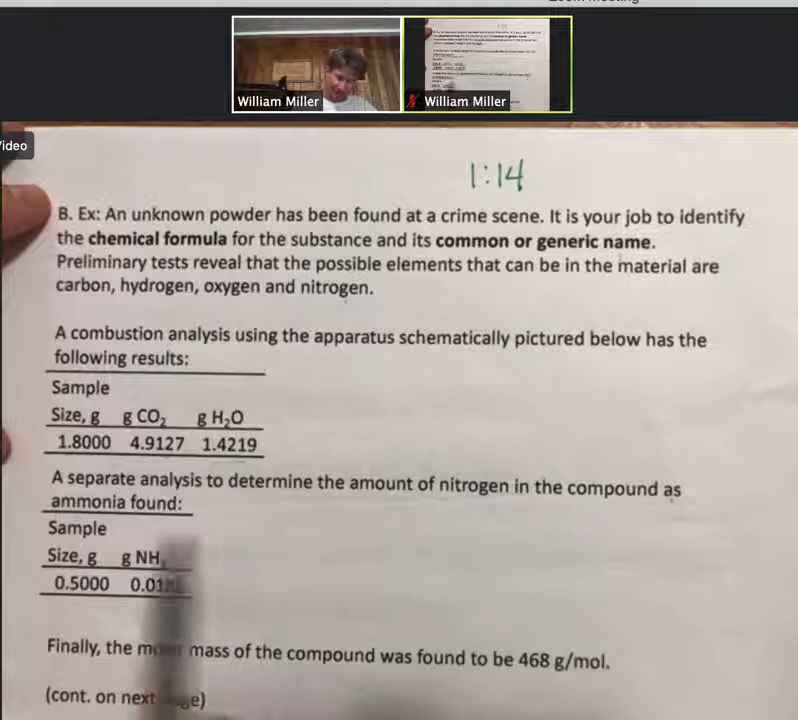 William Miller
William Miller
1:14
B. Ex: An unknown powder has been found at a crime scene. It is your job to identify
the chemical formula for the substance and its common or generic name.
Preliminary tests reveal that the possible elements that can be in the material are
carbon, hydrogen, oxygen and nitrogen.
A combustion analysis using the apparatus schematically pictured below has the
following results:
Sample
Size, g g CO₂ g H₂O
1.8000 4.9127 1.4219
A separate analysis to determine the amount of nitrogen in the compound as
ammonia found:
Sample
Size, g g NH
0.5000
Finally, the mass of the compound was found to be 468 g/mol.
(cont. on next